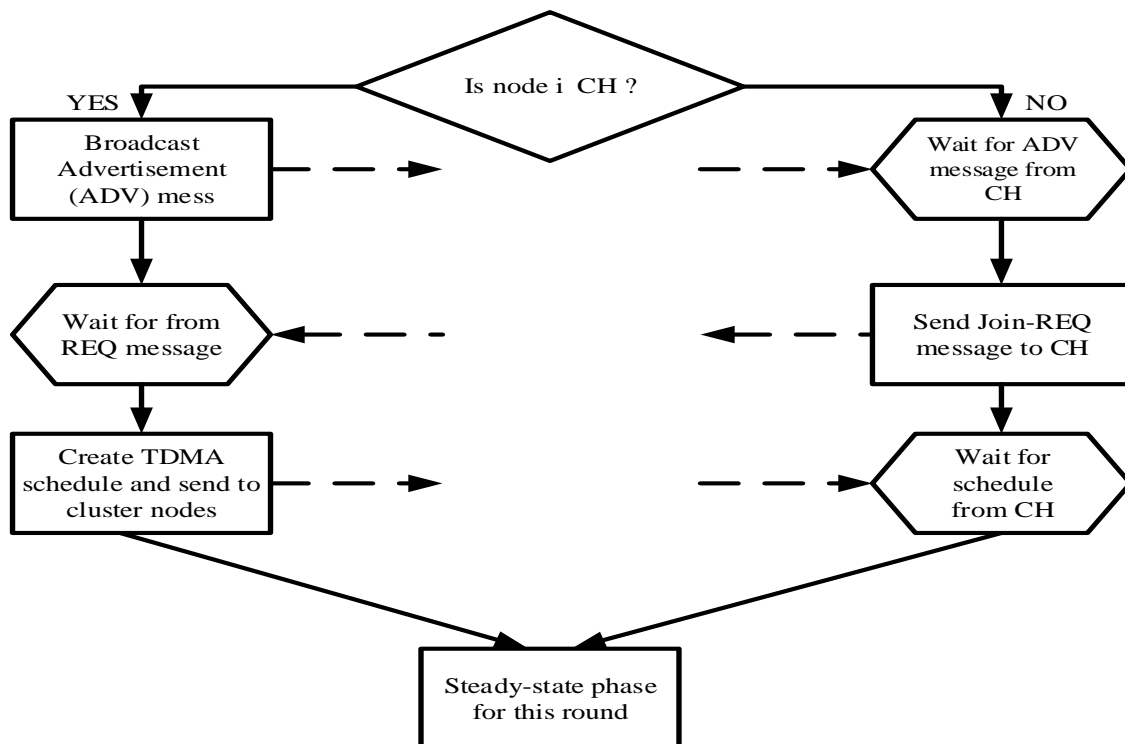 Is node i CH ?
YES
NO
Broadcast
Advertisement
(ADV) mess
Wait for ADV
message from
CH
Wait for from
REQ message
Send Join-REQ
message to CH
Create TDMA
schedule and send to
cluster nodes
Wait for
schedule
from CH
Steady-state phase
for this round